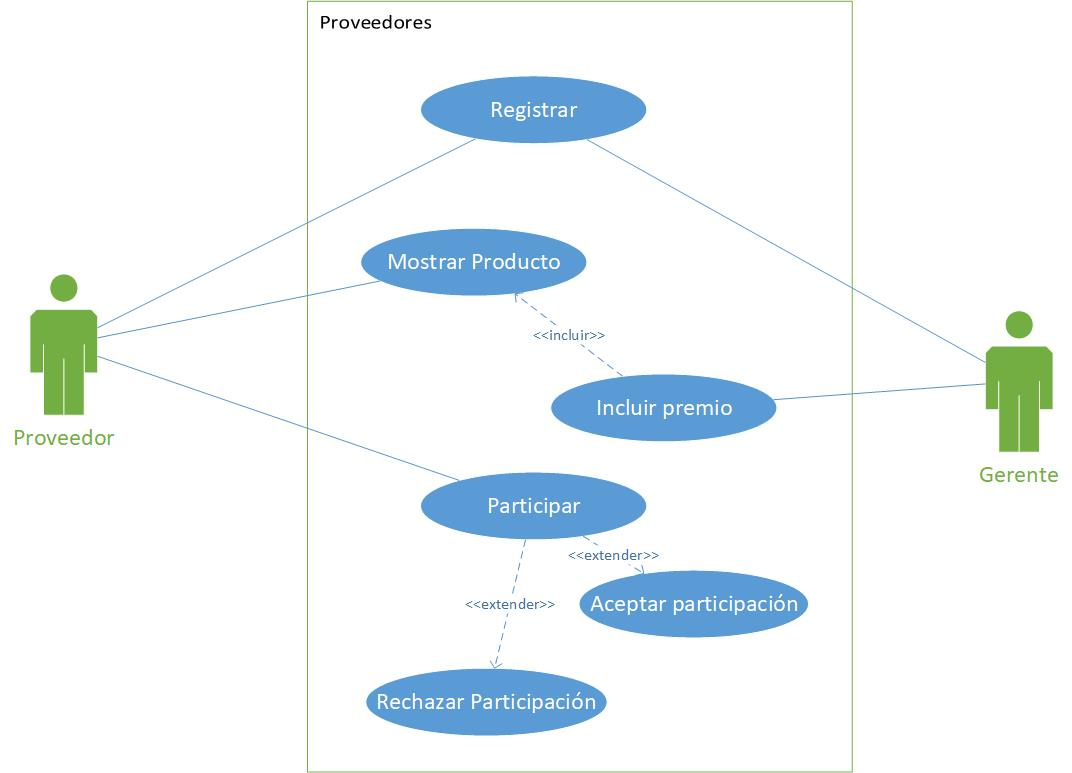 Proveedores
Registrar
Mostrar Producto
<<incluir>>
Incluir premio
Proveedor
Gerente
Participar
<<extender>>
Aceptar participación
<<extender>>
Rechazar Participación